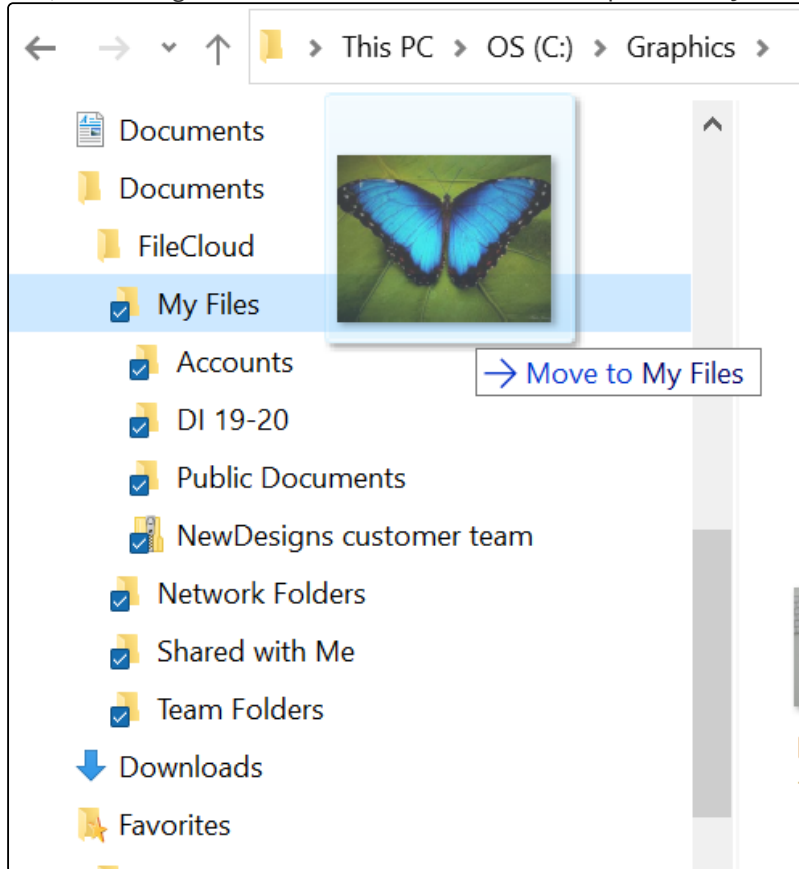 This PC > OS (C:) > Graphics >
Documents
Documents
FileCloud
My Files
Accounts
→ Move to My Files
DI 19-20
Public Documents
NewDesigns customer team
Network Folders
Shared with Me
Team Folders
Downloads
Favorites